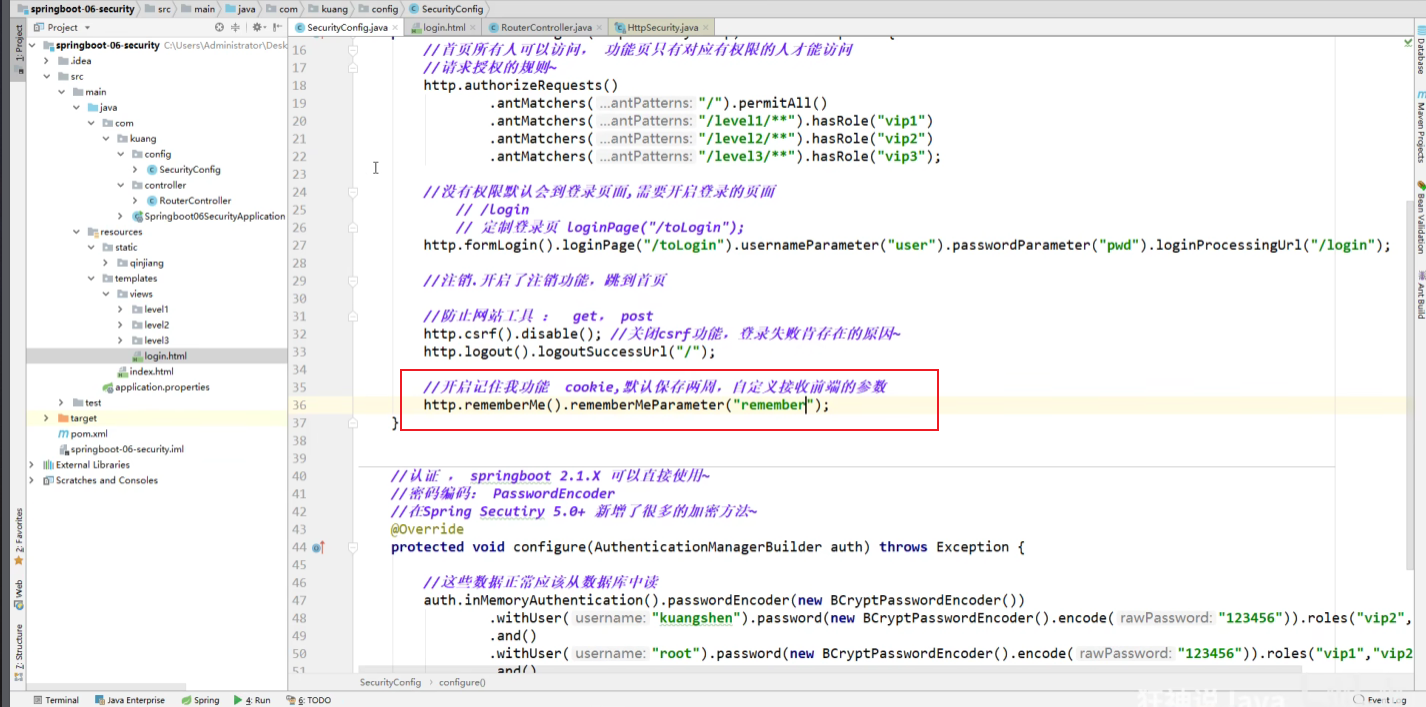 springboot-06-security src main java com kuang config SecurityConfig
Project
SecurityConfig.java login.html RouterController.java HttpSecurity.java
1: Project
springboot-06-security C:\Users\Administrator\Desk
.idea
src
main
java
com
kuang
config
SecurityConfig
controller
RouterController
Springboot06SecurityApplication
resources
static
qinjiang
templates
views
level1
level2
level3
login.html
index.html
application.properties
test
target
pom.xml
springboot-06-security.iml
External Libraries
Scratches and Consoles
2: Favorites
Web
7: Structure
16 //首页所有人可以访问, 功能页只有对应有权限的人才能访问
17 //请求授权的规则~
18 http.authorizeRequests()
19 .antMatchers( ...antPatterns: "/").permitAll()
20 .antMatchers( ...antPatterns: "/level1/**").hasRole("vip1")
21 .antMatchers( ...antPatterns: "/level2/**").hasRole("vip2")
22 .antMatchers( ...antPatterns: "/level3/**").hasRole("vip3");
23
24 //没有权限默认会到登录页面,需要开启登录的页面
25 // /login
26 // 定制登录页 loginPage("/toLogin");
27 http.formLogin().loginPage("/toLogin").usernameParameter("user").passwordParameter("pwd").loginProcessingUrl("/login");
28
29 //注销.开启了注销功能, 跳到首页
30
31 //防止网站工具 : get, post
32 http.csrf().disable(); //关闭csrf功能, 登录失败肯存在的原因~
33 http.logout().logoutSuccessUrl("/");
34
35 //开启记住我功能 cookie,默认保存两周, 自定义接收前端的参数
36 http.rememberMe().rememberMeParameter("remember");
37 }
38
39
40 //认证 , springboot 2.1.X 可以直接使用~
41 //密码编码: PasswordEncoder
42 //在Spring Secutiry 5.0+ 新增了很多的加密方法~
43 @Override
44 protected void configure(AuthenticationManagerBuilder auth) throws Exception {
45
46 //这些数据正常应该从数据库中读
47 auth.inMemoryAuthentication().passwordEncoder(new BCryptPasswordEncoder())
48 .withUser( username: "kuangshen").password(new BCryptPasswordEncoder().encode( rawPassword: "123456")).roles("vip2",
49 .and()
50 .withUser( username: "root").password(new BCryptPasswordEncoder().encode( rawPassword: "123456")).roles("vip1","vip2
51 .and()
SecurityConfig configure()
Database
Maven Projects
Bean Validation
Ant Build
Terminal Java Enterprise Spring 4: Run 6: TODO
狂神说Java
Event Log